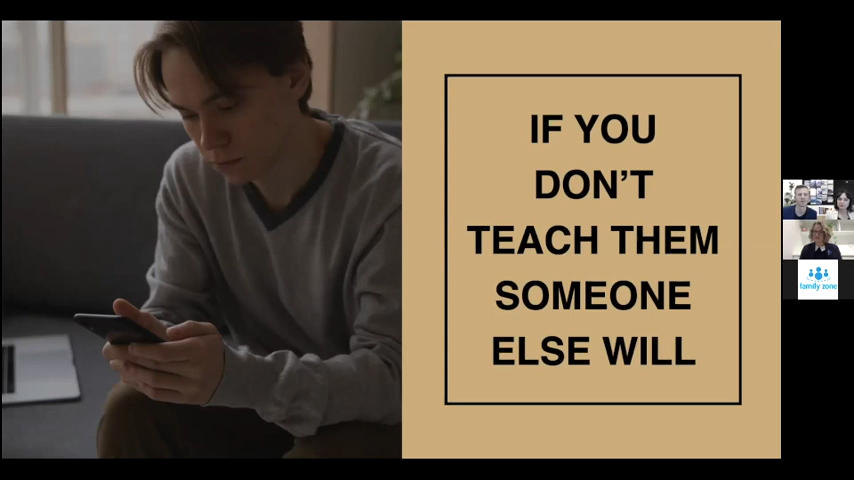 IF YOU
DON’T
TEACH THEM
SOMEONE
ELSE WILL
family zone